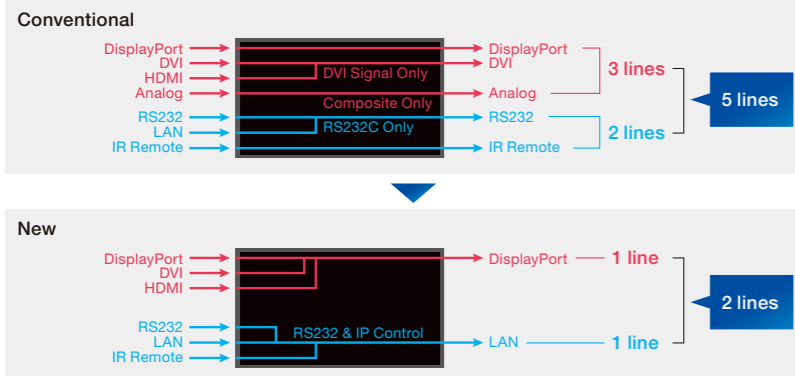 Conventional
DisplayPort
DVI
HDMI
Analog
RS232
LAN
IR Remote
DVI Signal Only
Composite Only
RS232C Only
DisplayPort
DVI
Analog
RS232
IR Remote
3 lines
2 lines
5 lines
New
DisplayPort
DVI
HDMI
RS232
LAN
IR Remote
RS232 & IP Control
DisplayPort
LAN
1 line
1 line
2 lines